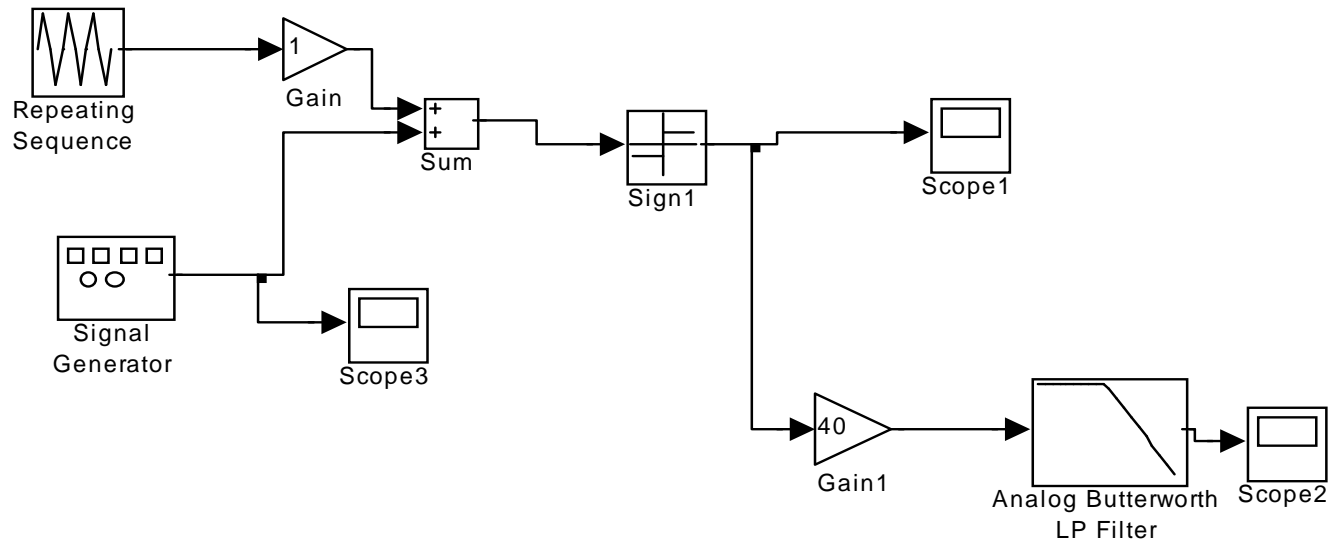 1
Gain
Repeating
Sequence
+
+
Sum
Sign1
Scope1
Signal
Generator
Scope3
40
Gain1
Analog Butterworth
LP Filter
Scope2